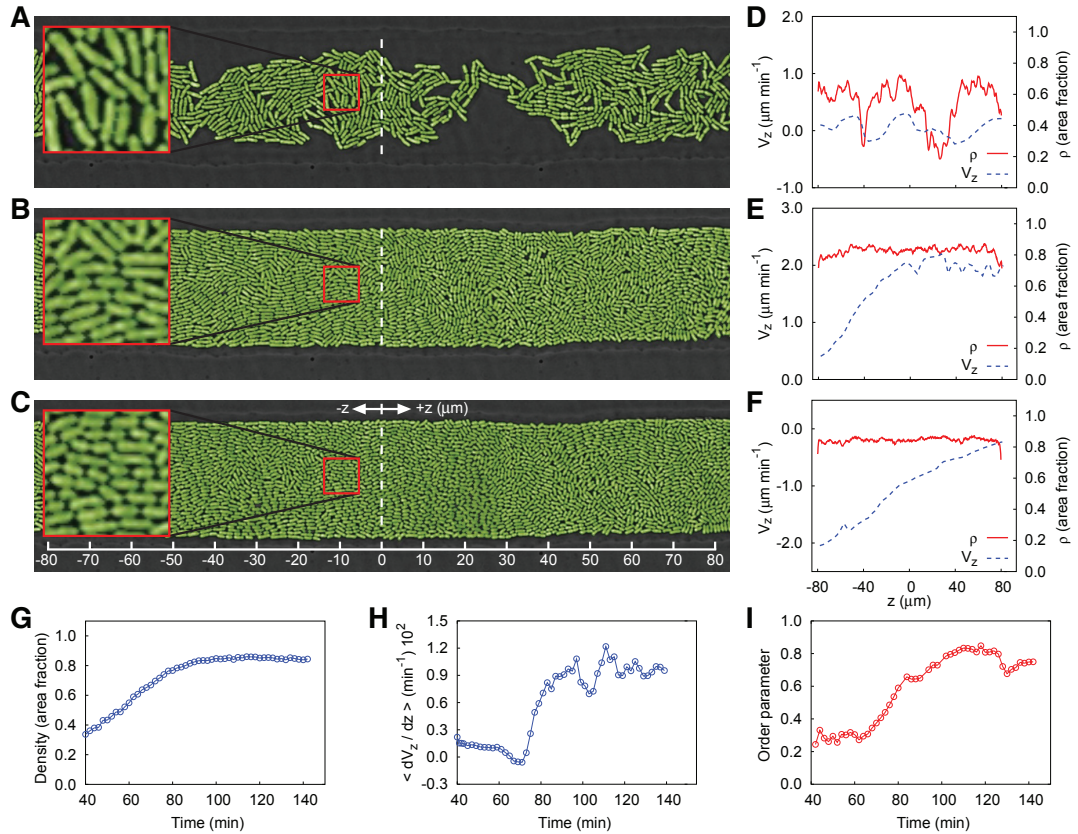 A
B
C
-z
+z (μm)
-80 -70 -60 -50 -40 -30 -20 -10 0 10 20 30 40 50 60 70 80
D
2.0
1.0
0.0
-1.0
V_z (μm min⁻¹)
1.0
0.8
0.6
0.4
0.2
0.0
ρ (area fraction)
ρ
V_z
E
3.0
2.0
1.0
0.0
V_z (μm min⁻¹)
1.0
0.8
0.6
0.4
0.2
0.0
ρ (area fraction)
ρ
V_z
F
0.0
-1.0
-2.0
V_z (μm min⁻¹)
1.0
0.8
0.6
0.4
0.2
0.0
ρ (area fraction)
ρ
V_z
-80 -40 0 40 80
z (μm)
G
1.0
0.8
0.6
0.4
0.2
0.0
Density (area fraction)
40 60 80 100 120 140
Time (min)
H
1.5
1.2
0.9
0.6
0.3
0.0
-0.3
< dV_z / dz > (min⁻¹) 10²
40 60 80 100 120 140
Time (min)
I
1.0
0.8
0.6
0.4
0.2
0.0
Order parameter
40 60 80 100 120 140
Time (min)